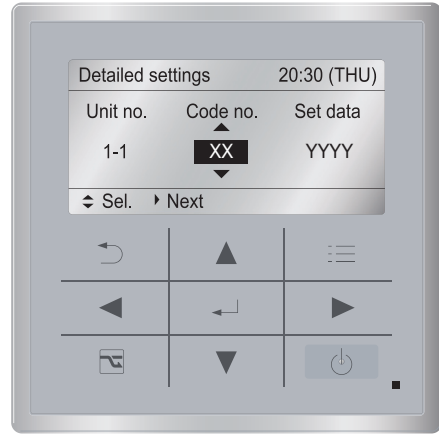 Detailed settings 20:30 (THU)
Unit no. Code no. Set data
1-1 XX YYYY
Sel. Next